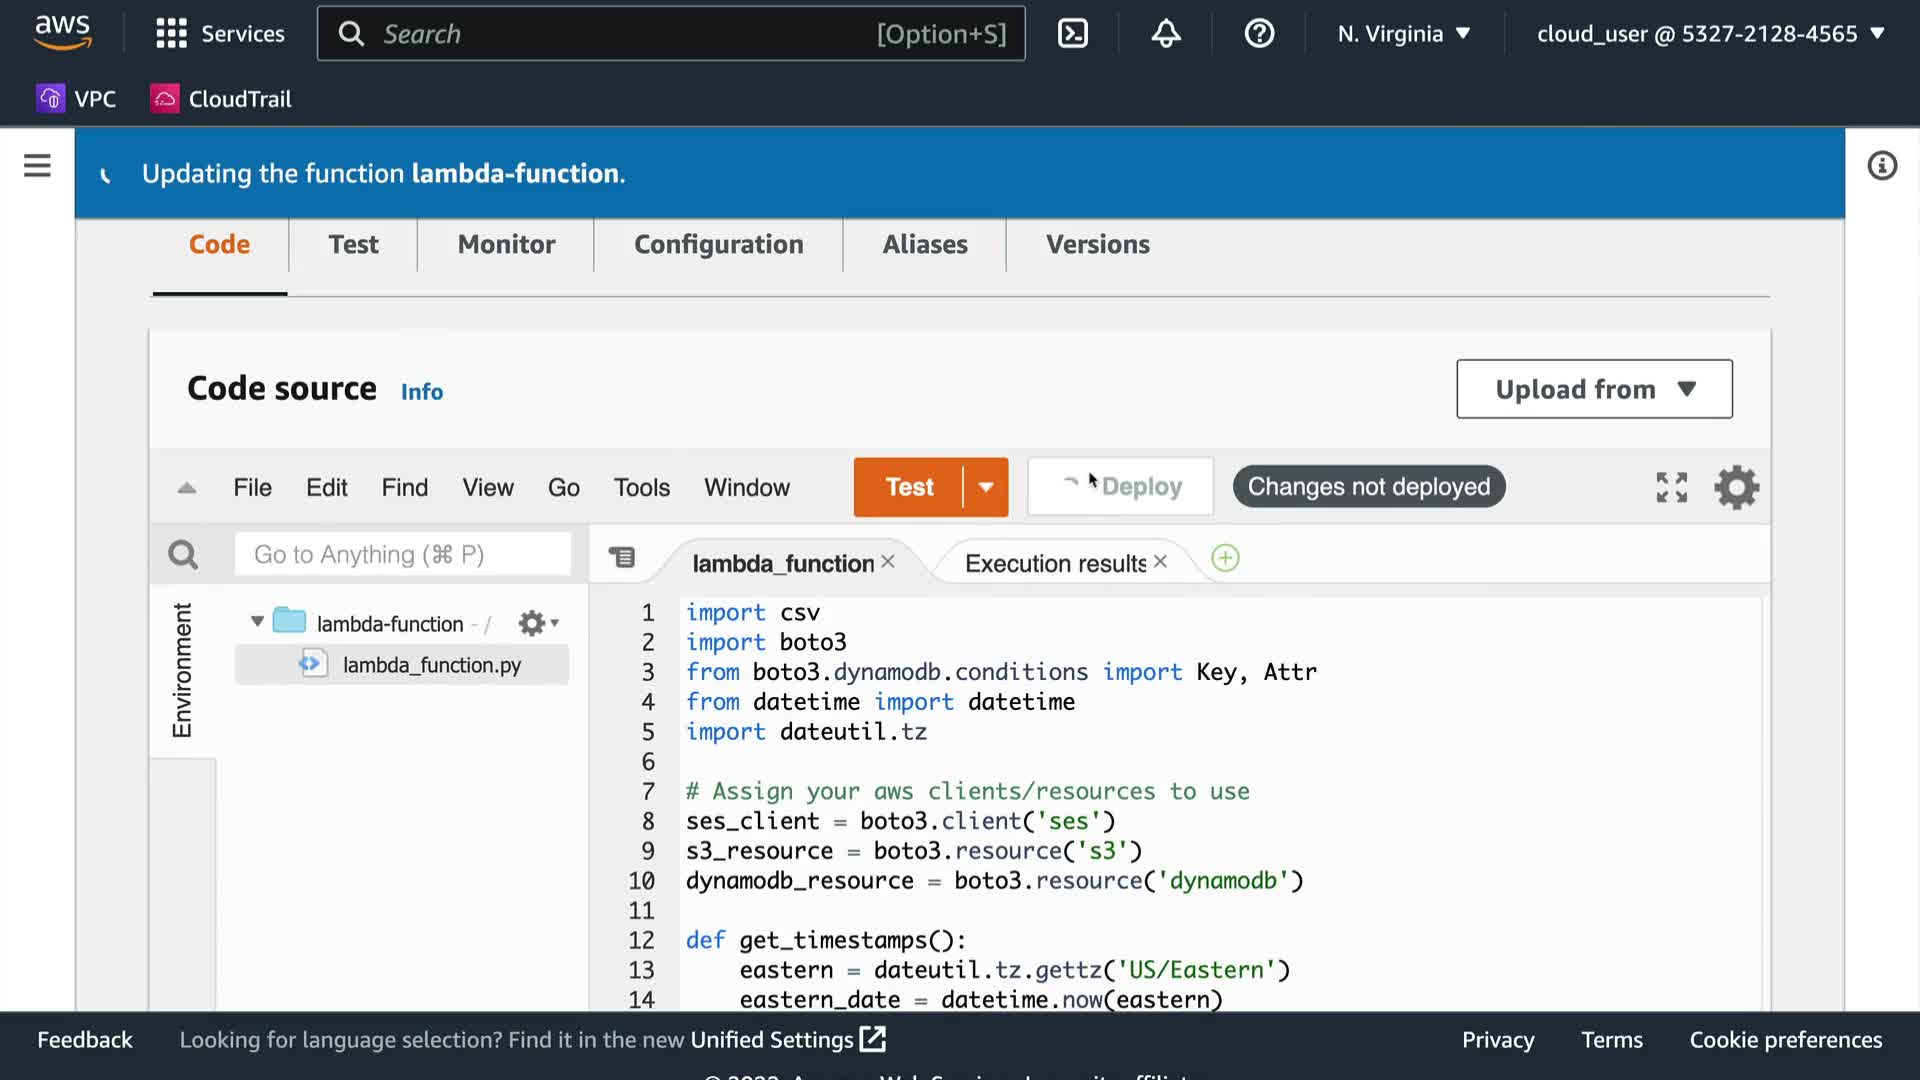 aws Services Search [Option+S] N. Virginia cloud_user @ 5327-2128-4565
VPC CloudTrail
Updating the function lambda-function.
Code Test Monitor Configuration Aliases Versions
Code source Info Upload from
File Edit Find View Go Tools Window Test Deploy Changes not deployed
Go to Anything (⌘ P) lambda_function Execution results
Environment
lambda-function - /
lambda_function.py
1 import csv
2 import boto3
3 from boto3.dynamodb.conditions import Key, Attr
4 from datetime import datetime
5 import dateutil.tz
6
7 # Assign your aws clients/resources to use
8 ses_client = boto3.client('ses')
9 s3_resource = boto3.resource('s3')
10 dynamodb_resource = boto3.resource('dynamodb')
11
12 def get_timestamps():
13 eastern = dateutil.tz.gettz('US/Eastern')
14 eastern_date = datetime.now(eastern)
Feedback Looking for language selection? Find it in the new Unified Settings Privacy Terms Cookie preferences